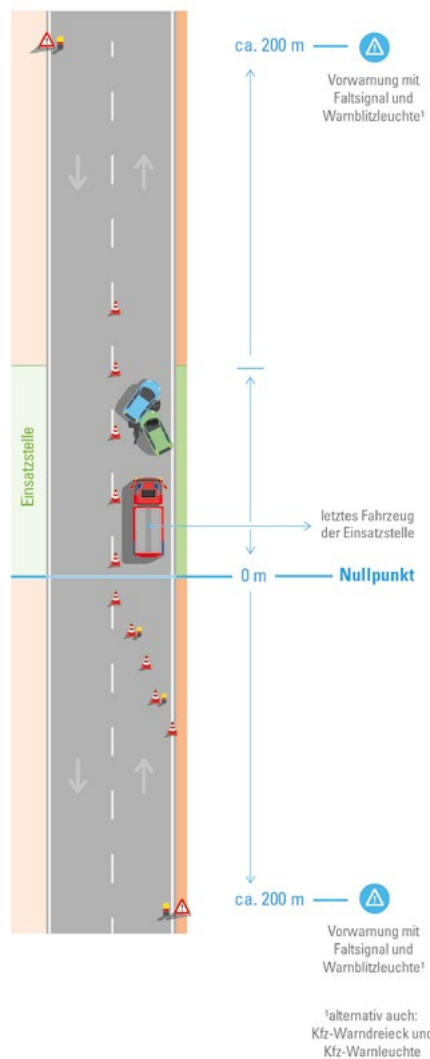 ca. 200 m
Vorwarnung mit
Faltsignal und
Warnblitzleuchte¹
Einsatzstelle
letztes Fahrzeug
der Einsatzstelle
0 m
Nullpunkt
ca. 200 m
Vorwarnung mit
Faltsignal und
Warnblitzleuchte¹
¹alternativ auch:
Kfz-Warndreieck und
Kfz-Warnleuchte